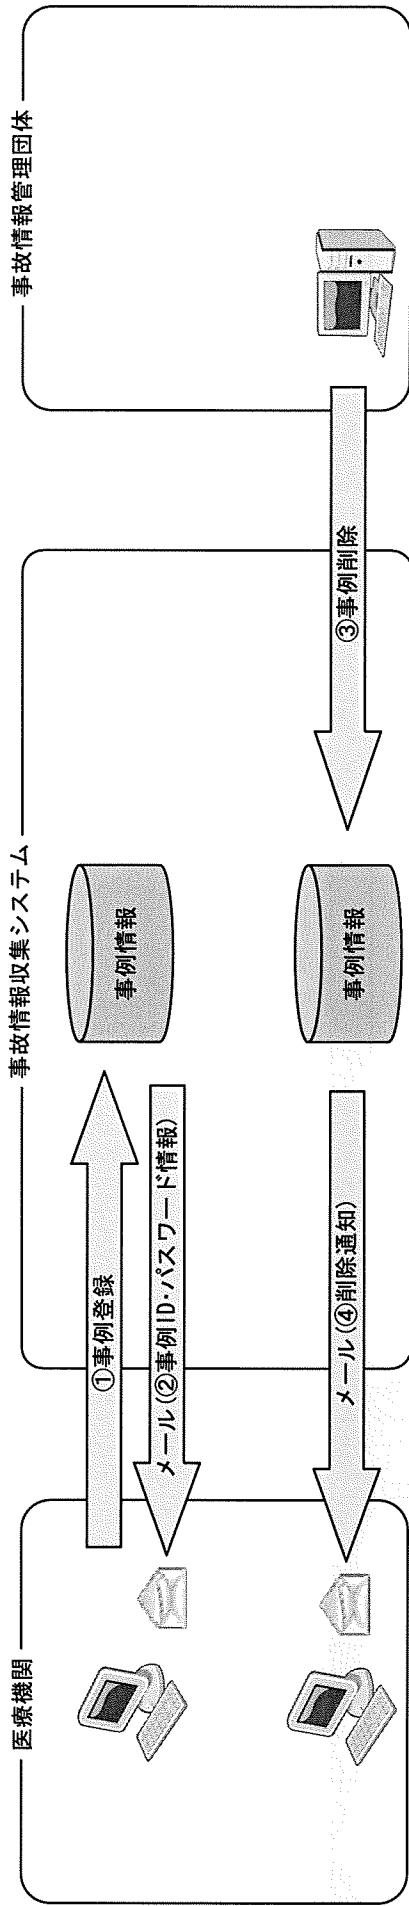 医療機関
事故情報収集システム
事故情報管理団体
①事例登録
事例情報
メール(②事例ID・パスワード情報)
③事例削除
事例情報
メール(④削除通知)